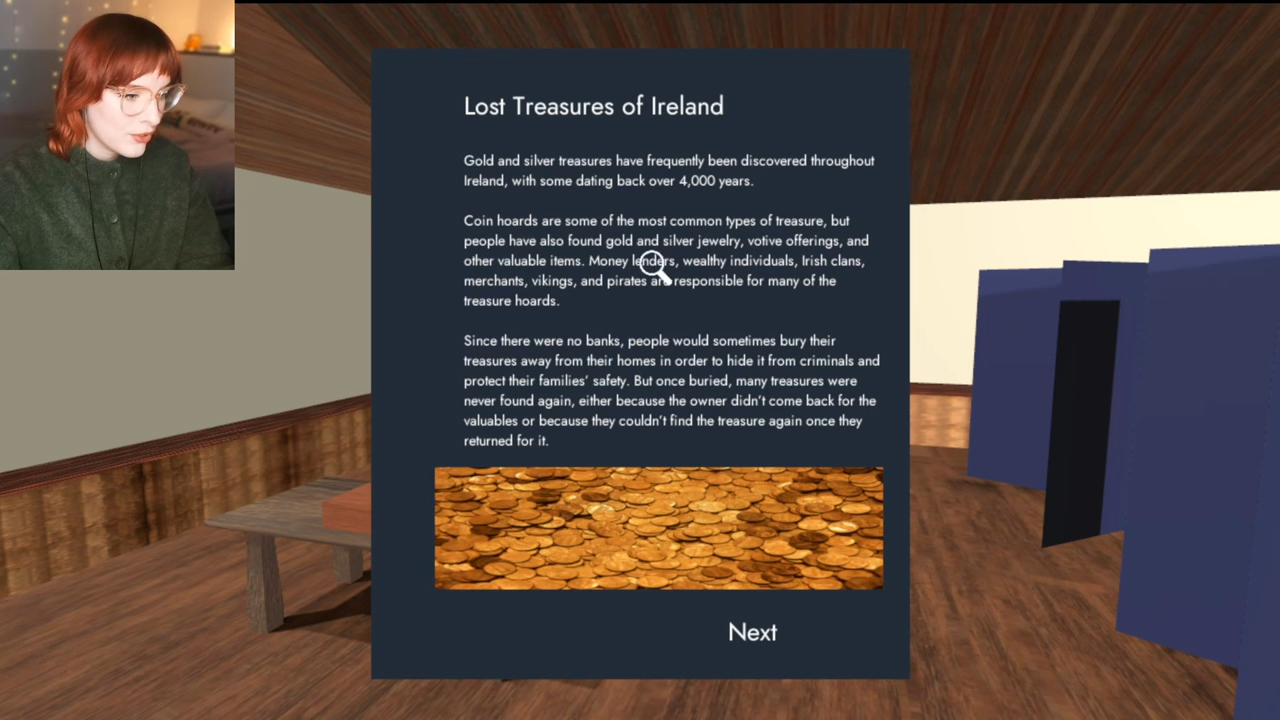 Lost Treasures of Ireland
Gold and silver treasures have frequently been discovered throughout
Ireland, with some dating back over 4,000 years.
Coin hoards are some of the most common types of treasure, but
people have also found gold and silver jewelry, votive offerings, and
other valuable items. Money lenders, wealthy individuals, Irish clans,
merchants, vikings, and pirates are responsible for many of the
treasure hoards.
Since there were no banks, people would sometimes bury their
treasures away from their homes in order to hide it from criminals and
protect their families' safety. But once buried, many treasures were
never found again, either because the owner didn't come back for the
valuables or because they couldn't find the treasure again once they
returned for it.
Next